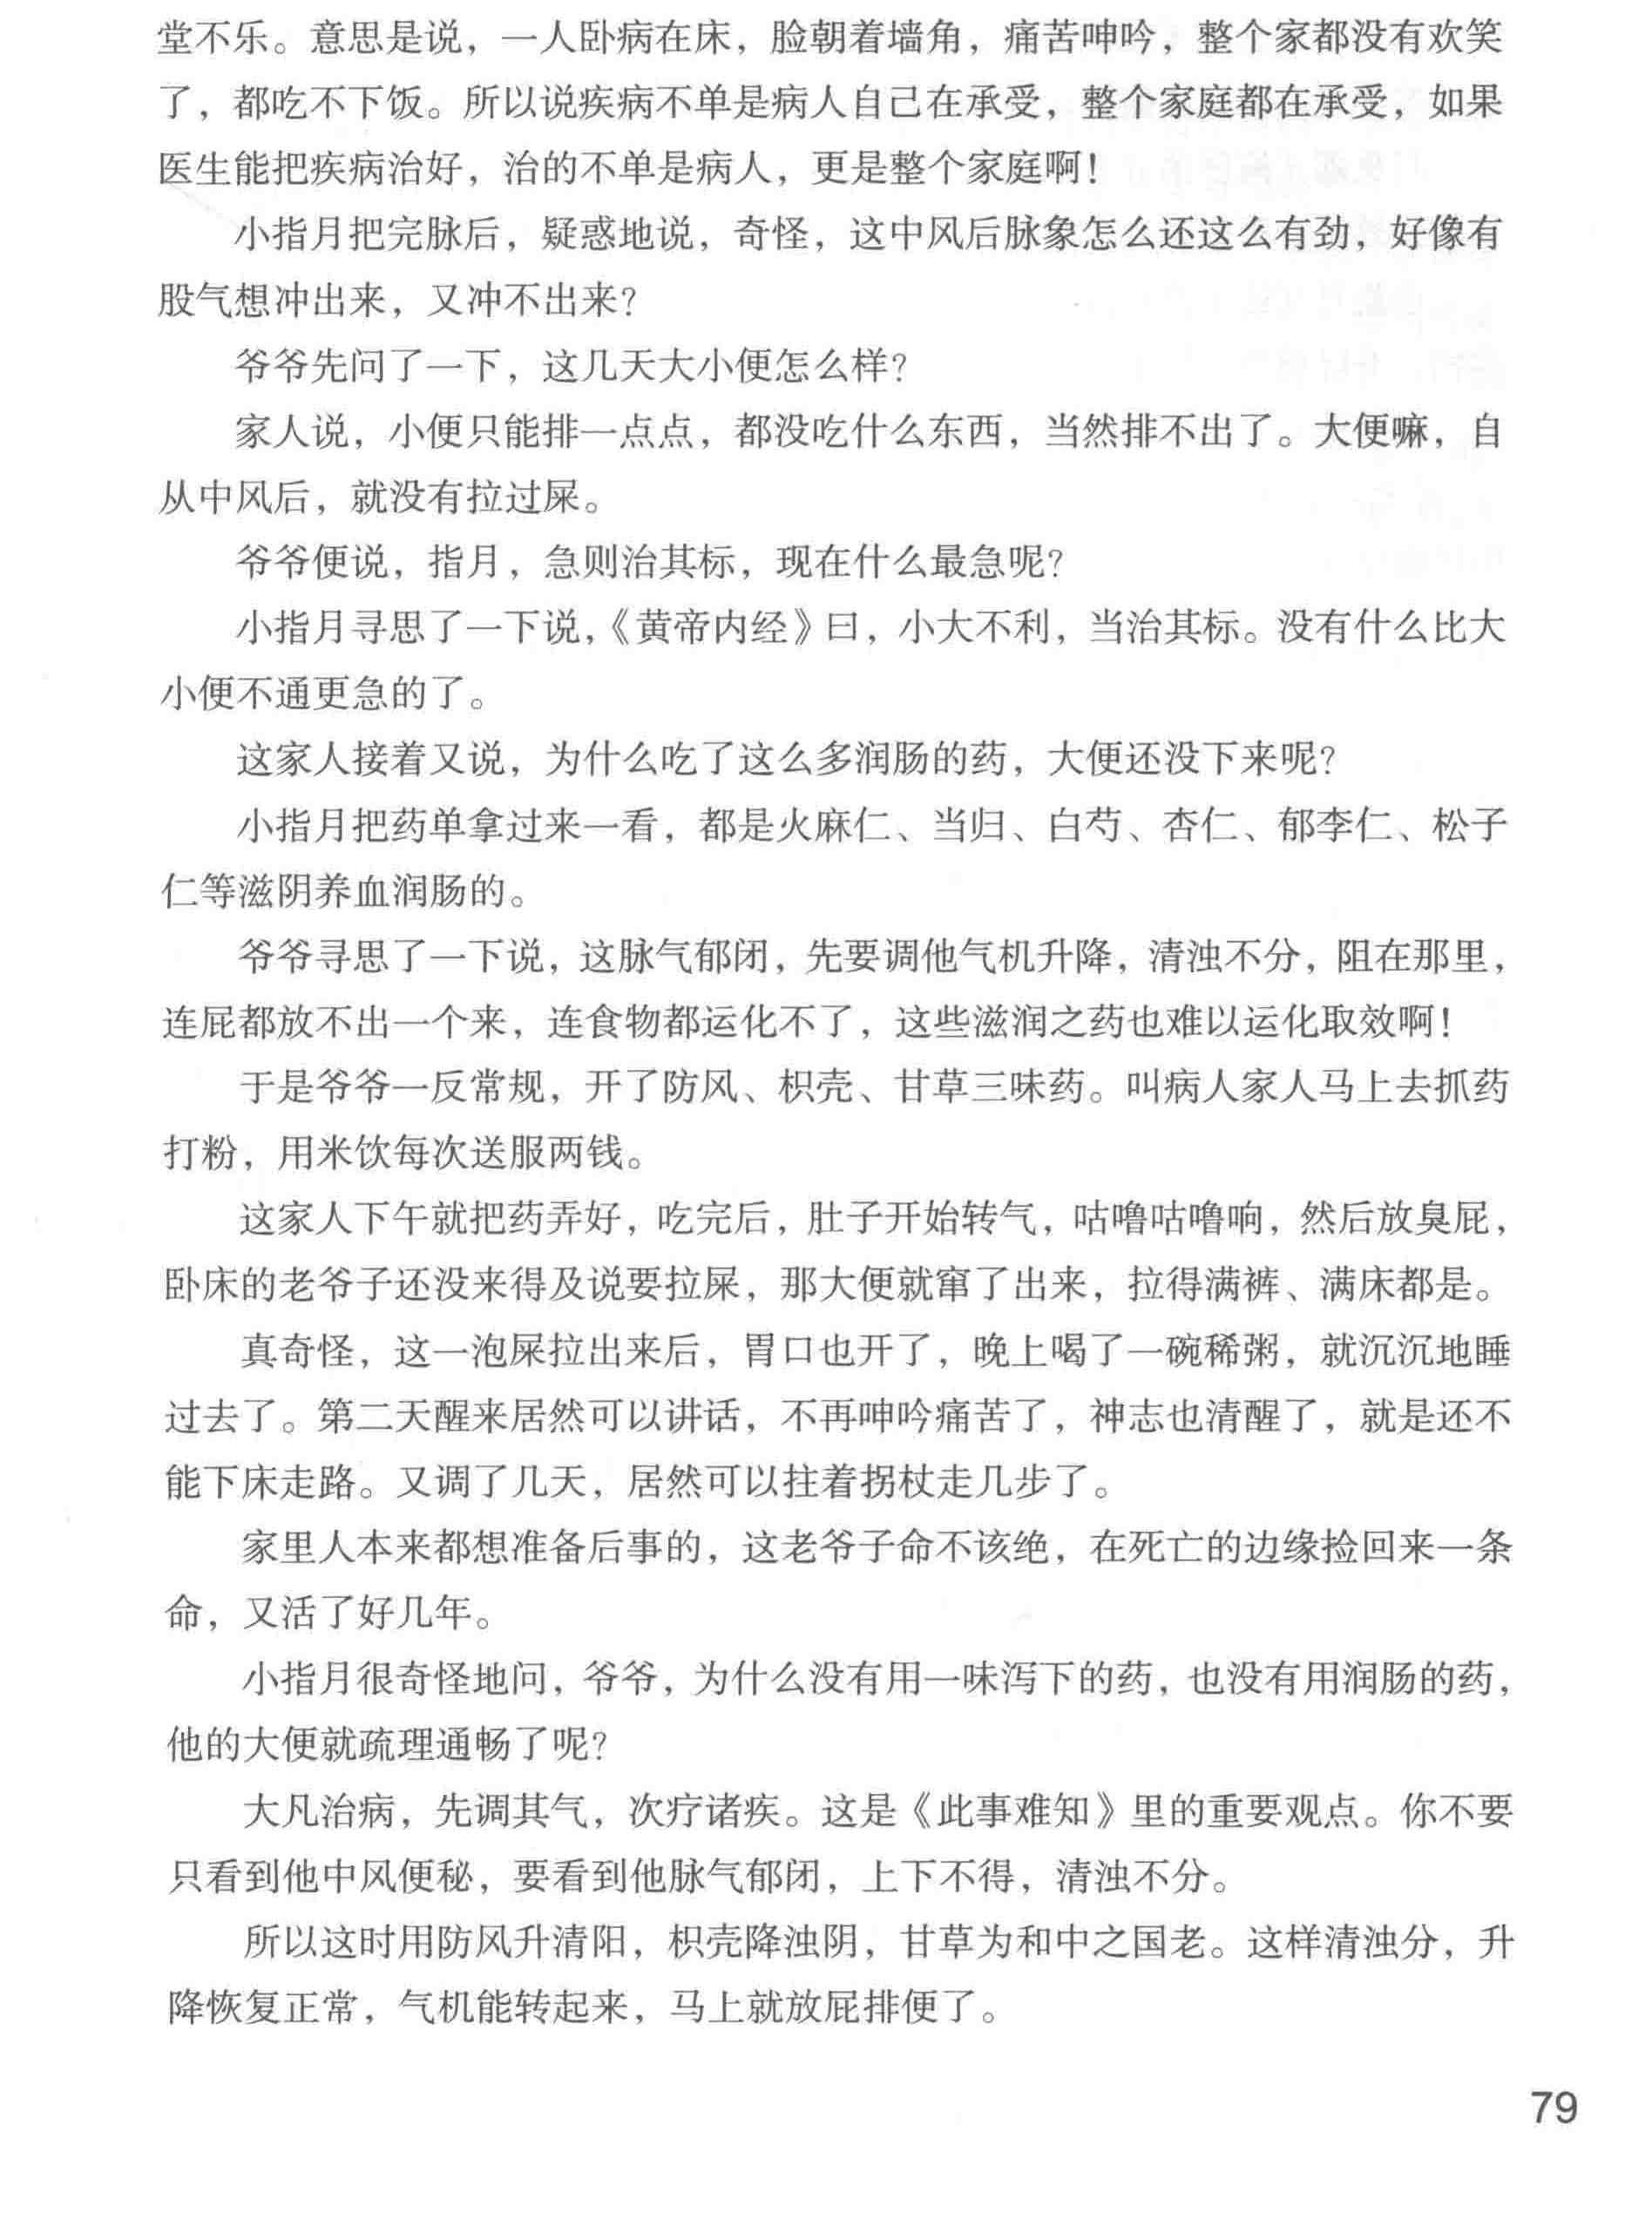 堂不乐。意思是说，一人卧病在床，脸朝着墙角，痛苦呻吟，整个家都没有欢笑
了，都吃不下饭。所以说疾病不单是病人自己在承受，整个家庭都在承受，如果
医生能把疾病治好，治的不单是病人，更是整个家庭啊！
小指月把完脉后，疑惑地说，奇怪，这中风后脉象怎么还这么有劲，好像有
股气想冲出来，又冲不出来？
爷爷先问了一下，这几天大小便怎么样？
家人说，小便只能排一点点，都没吃什么东西，当然排不出了。大便嘛，自
从中风后，就没有拉过屎。
爷爷便说，指月，急则治其标，现在什么最急呢？
小指月寻思了一下说，《黄帝内经》曰，小大不利，当治其标。没有什么比大
小便不通更急的了。
这家人接着又说，为什么吃了这么多润肠的药，大便还没下来呢？
小指月把药单拿过来一看，都是火麻仁、当归、白芍、杏仁、郁李仁、松子
仁等滋阴养血润肠的。
爷爷寻思了一下说，这脉气郁闭，先要调他气机升降，清浊不分，阻在那里，
连屁都放不出一个来，连食物都运化不了，这些滋润之药也难以运化取效啊！
于是爷爷一反常规，开了防风、枳壳、甘草三味药。叫病人家人马上去抓药
打粉，用米饮每次送服两钱。
这家人下午就把药弄好，吃完后，肚子开始转气，咕噜咕噜响，然后放臭屁，
卧床的老爷子还没来得及说要拉屎，那大便就窜了出来，拉得满裤、满床都是。
真奇怪，这一泡屎拉出来后，胃口也开了，晚上喝了一碗稀粥，就沉沉地睡
过去了。第二天醒来居然可以讲话，不再呻吟痛苦了，神志也清醒了，就是还不
能下床走路。又调了几天，居然可以拄着拐杖走几步了。
家里人本来都想准备后事的，这老爷子命不该绝，在死亡的边缘捡回来一条
命，又活了好几年。
小指月很奇怪地问，爷爷，为什么没有用一味泻下的药，也没有用润肠的药，
他的大便就疏理通畅了呢？
大凡治病，先调其气，次疗诸疾。这是《此事难知》里的重要观点。你不要
只看到他中风便秘，要看到他脉气郁闭，上下不得，清浊不分。
所以这时用防风升清阳，枳壳降浊阴，甘草为和中之国老。这样清浊分，升
降恢复正常，气机能转起来，马上就放屁排便了。
79